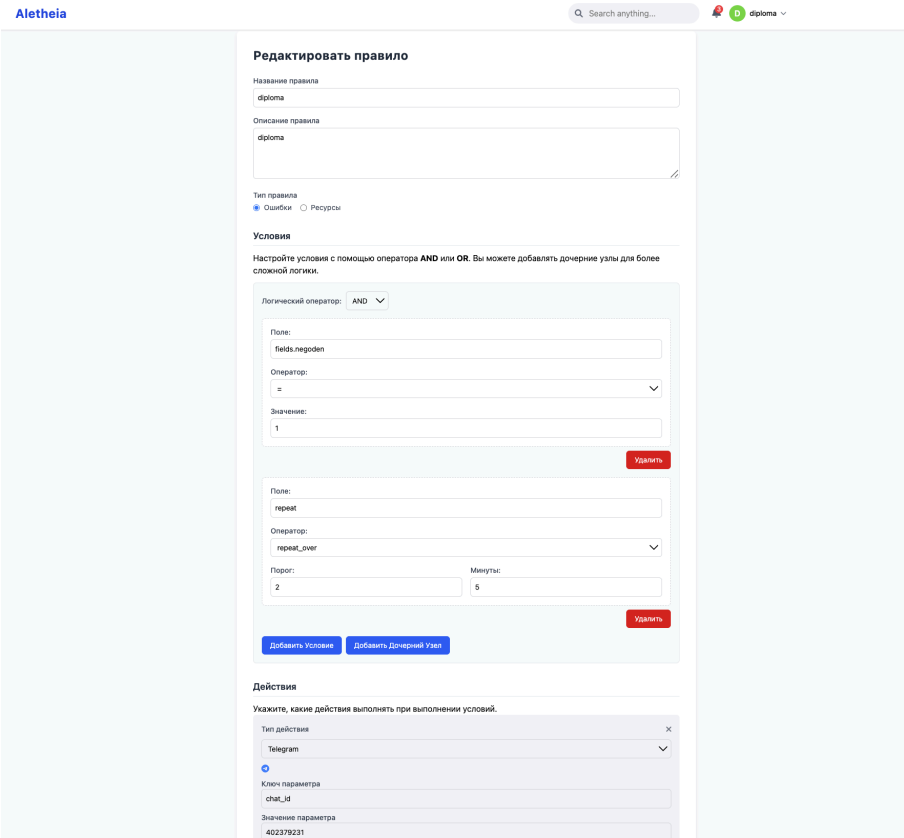 Aletheia
Search anything...
3
D
diploma
Редактировать правило
Название правила
diploma
Описание правила
diploma
Тип правила
Ошибки
Ресурсы
Условия
Настройте условия с помощью оператора AND или OR. Вы можете добавлять дочерние узлы для более
сложной логики.
Логический оператор: AND
Поле:
fields.negoden
Оператор:
=
Значение:
1
Удалить
Поле:
repeat
Оператор:
repeat_over
Порог:
Минуты:
2
5
Удалить
Добавить Условие
Добавить Дочерний Узел
Действия
Укажите, какие действия выполнять при выполнении условий.
Тип действия
Telegram
Ключ параметра
chat_id
Значение параметра
402379231